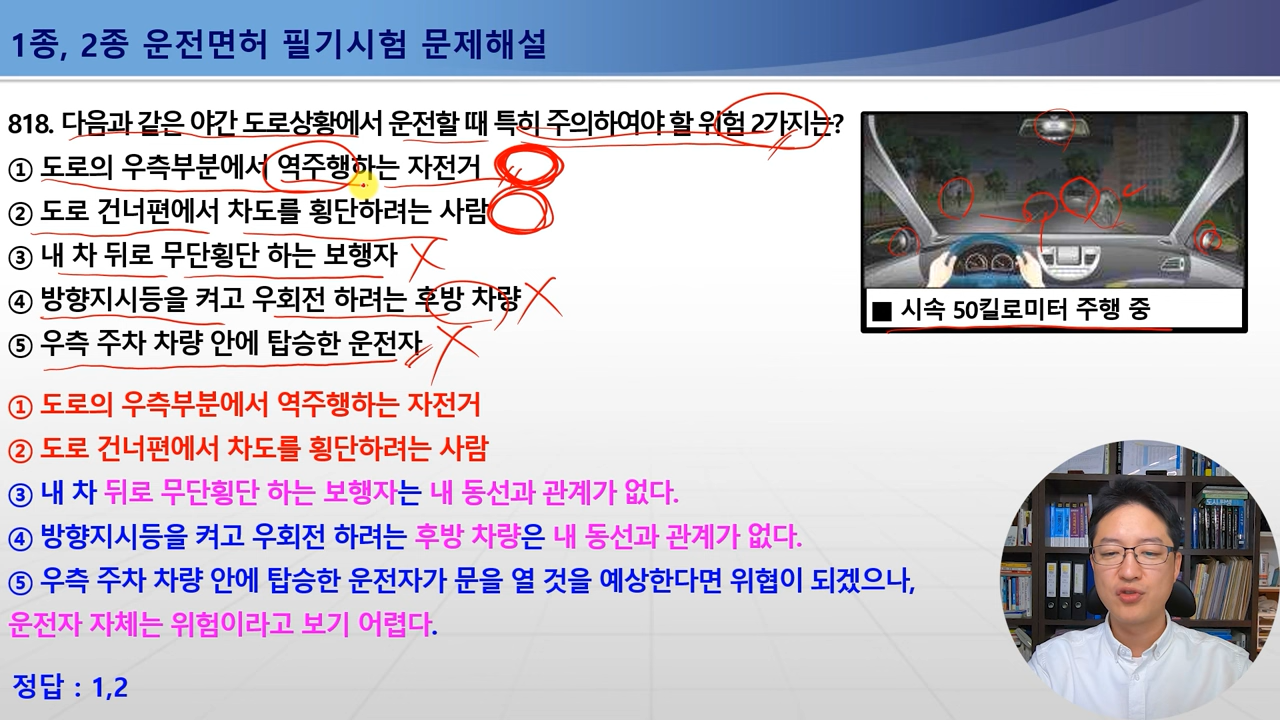 1종, 2종 운전면허 필기시험 문제해설
818. 다음과 같은 야간 도로상황에서 운전할 때 특히 주의하여야 할 위험 2가지는?
① 도로의 우측부분에서 역주행하는 자전거
② 도로 건너편에서 차도를 횡단하려는 사람
③ 내 차 뒤로 무단횡단 하는 보행자
④ 방향지시등을 켜고 우회전 하려는 후방 차량
⑤ 우측 주차 차량 안에 탑승한 운전자
■ 시속 50킬로미터 주행 중
① 도로의 우측부분에서 역주행하는 자전거
② 도로 건너편에서 차도를 횡단하려는 사람
③ 내 차 뒤로 무단횡단 하는 보행자는 내 동선과 관계가 없다.
④ 방향지시등을 켜고 우회전 하려는 후방 차량은 내 동선과 관계가 없다.
⑤ 우측 주차 차량 안에 탑승한 운전자가 문을 열 것을 예상한다면 위협이 되겠으나,
운전자 자체는 위험이라고 보기 어렵다.
정답 : 1,2